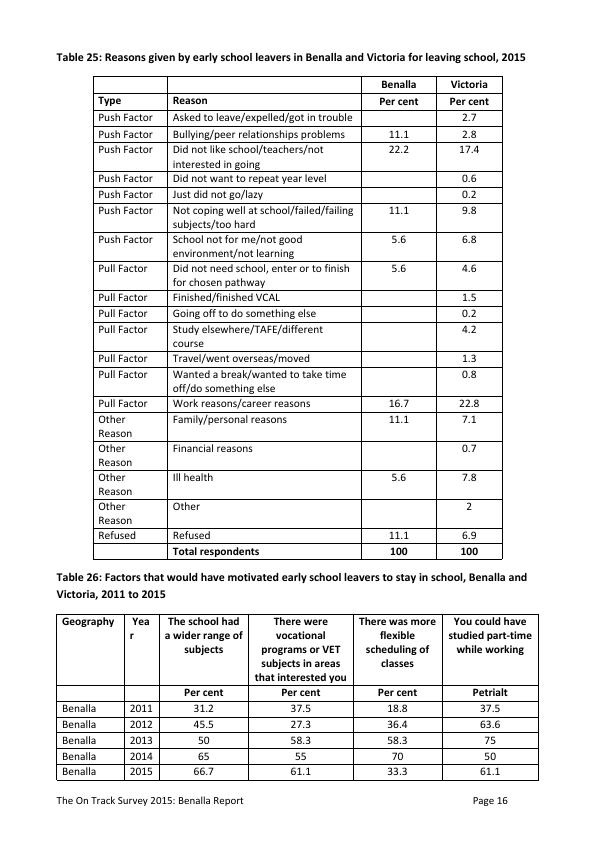 Table 25: Reasons given by early school leavers in Benalla and Victoria for leaving school, 2015
Benalla Victoria
Type Reason Per cent Per cent
Push Factor Asked to leave/expelled/got in trouble 2.7
Push Factor Bullying/peer relationships problems 11.1 2.8
Push Factor Did not like school/teachers/not 22.2 17.4
interested in going
Push Factor Did not want to repeat year level 0.6
Push Factor Just did not go/lazy 0.2
Push Factor Not coping well at school/failed/failing 11.1 9.8
subjects/too hard
Push Factor School not for me/not good 5.6 6.8
environment/not learning
Pull Factor Did not need school, enter or to finish 5.6 4.6
for chosen pathway
Pull Factor Finished/finished VCAL 1.5
Pull Factor Going off to do something else 0.2
Pull Factor Study elsewhere/TAFE/different 4.2
course
Pull Factor Travel/went overseas/moved 1.3
Pull Factor Wanted a break/wanted to take time 0.8
off/do something else
Pull Factor Work reasons/career reasons 16.7 22.8
Other Family/personal reasons 11.1 7.1
Reason
Other Financial reasons 0.7
Reason
Other Ill health 5.6 7.8
Reason
Other Other 2
Reason
Refused Refused 11.1 6.9
Total respondents 100 100
Table 26: Factors that would have motivated early school leavers to stay in school, Benalla and
Victoria, 2011 to 2015
Geography Yea The school had There were There was more You could have
r a wider range of vocational flexible studied part-time
subjects programs or VET scheduling of while working
subjects in areas classes
that interested you
Per cent Per cent Per cent Petrialt
Benalla 2011 31.2 37.5 18.8 37.5
Benalla 2012 45.5 27.3 36.4 63.6
Benalla 2013 50 58.3 58.3 75
Benalla 2014 65 55 70 50
Benalla 2015 66.7 61.1 33.3 61.1
The On Track Survey 2015: Benalla Report Page 16